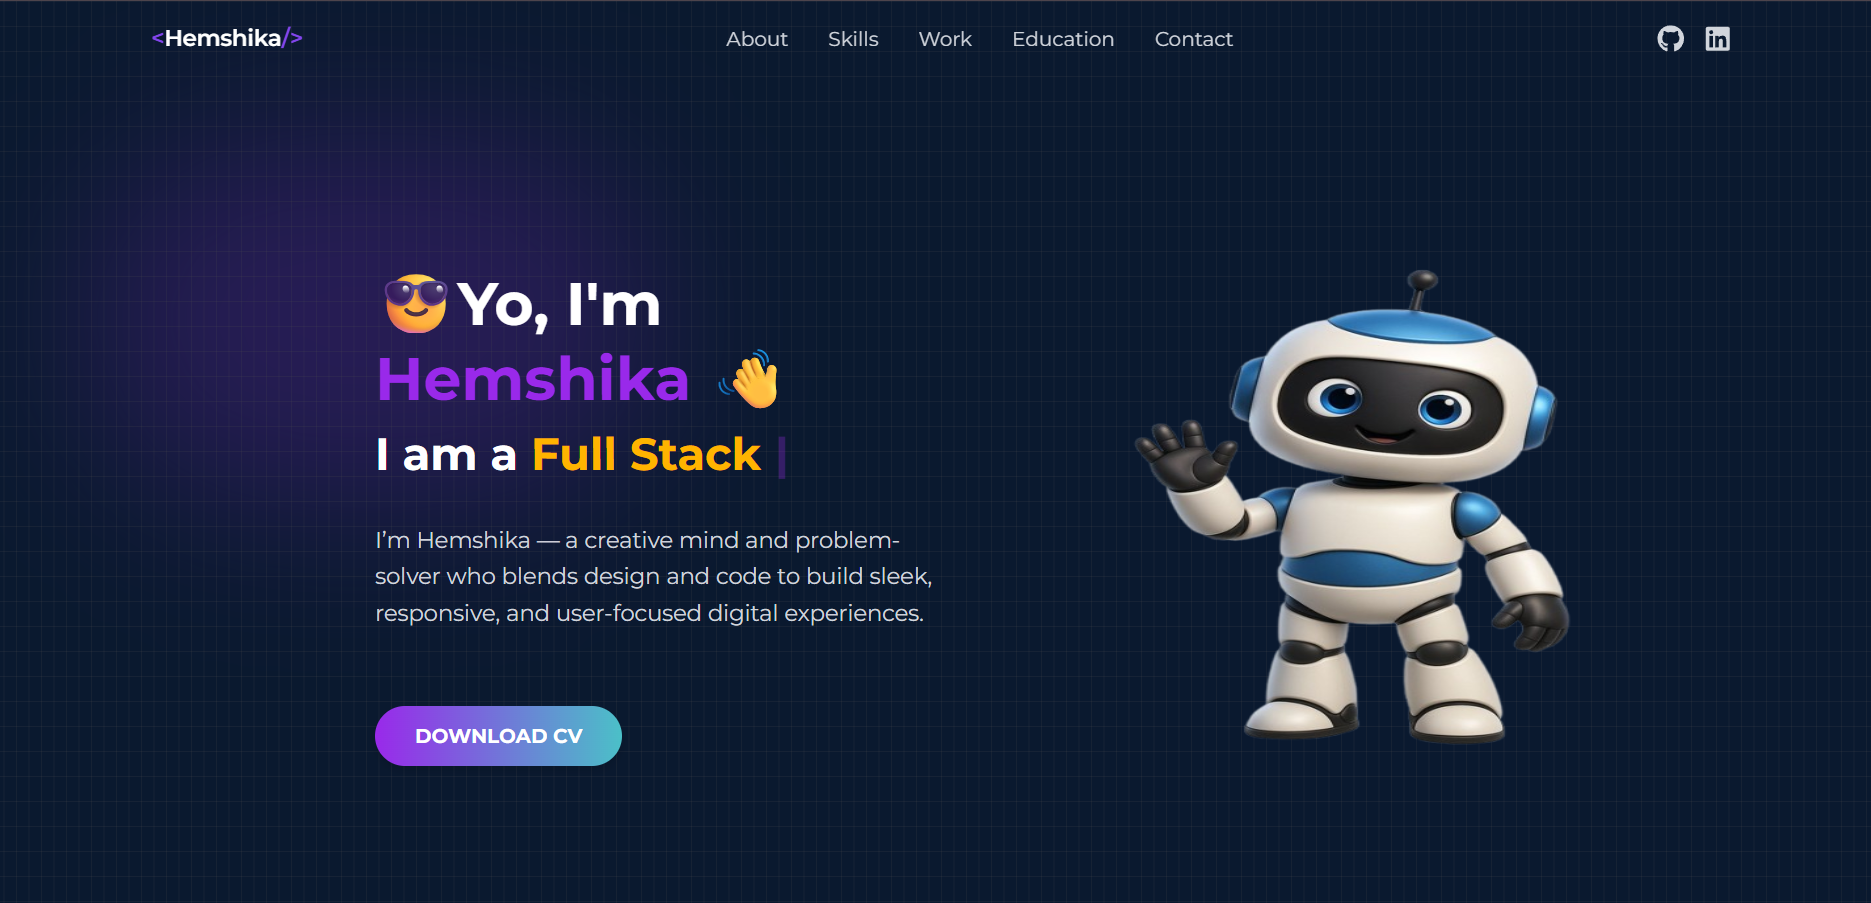 <Hemshika/>
About Skills Work Education Contact
in
😎Yo, I'm
Hemshika 👋
I am a Full Stack |
I’m Hemshika — a creative mind and problem-
solver who blends design and code to build sleek,
responsive, and user-focused digital experiences.
DOWNLOAD CV